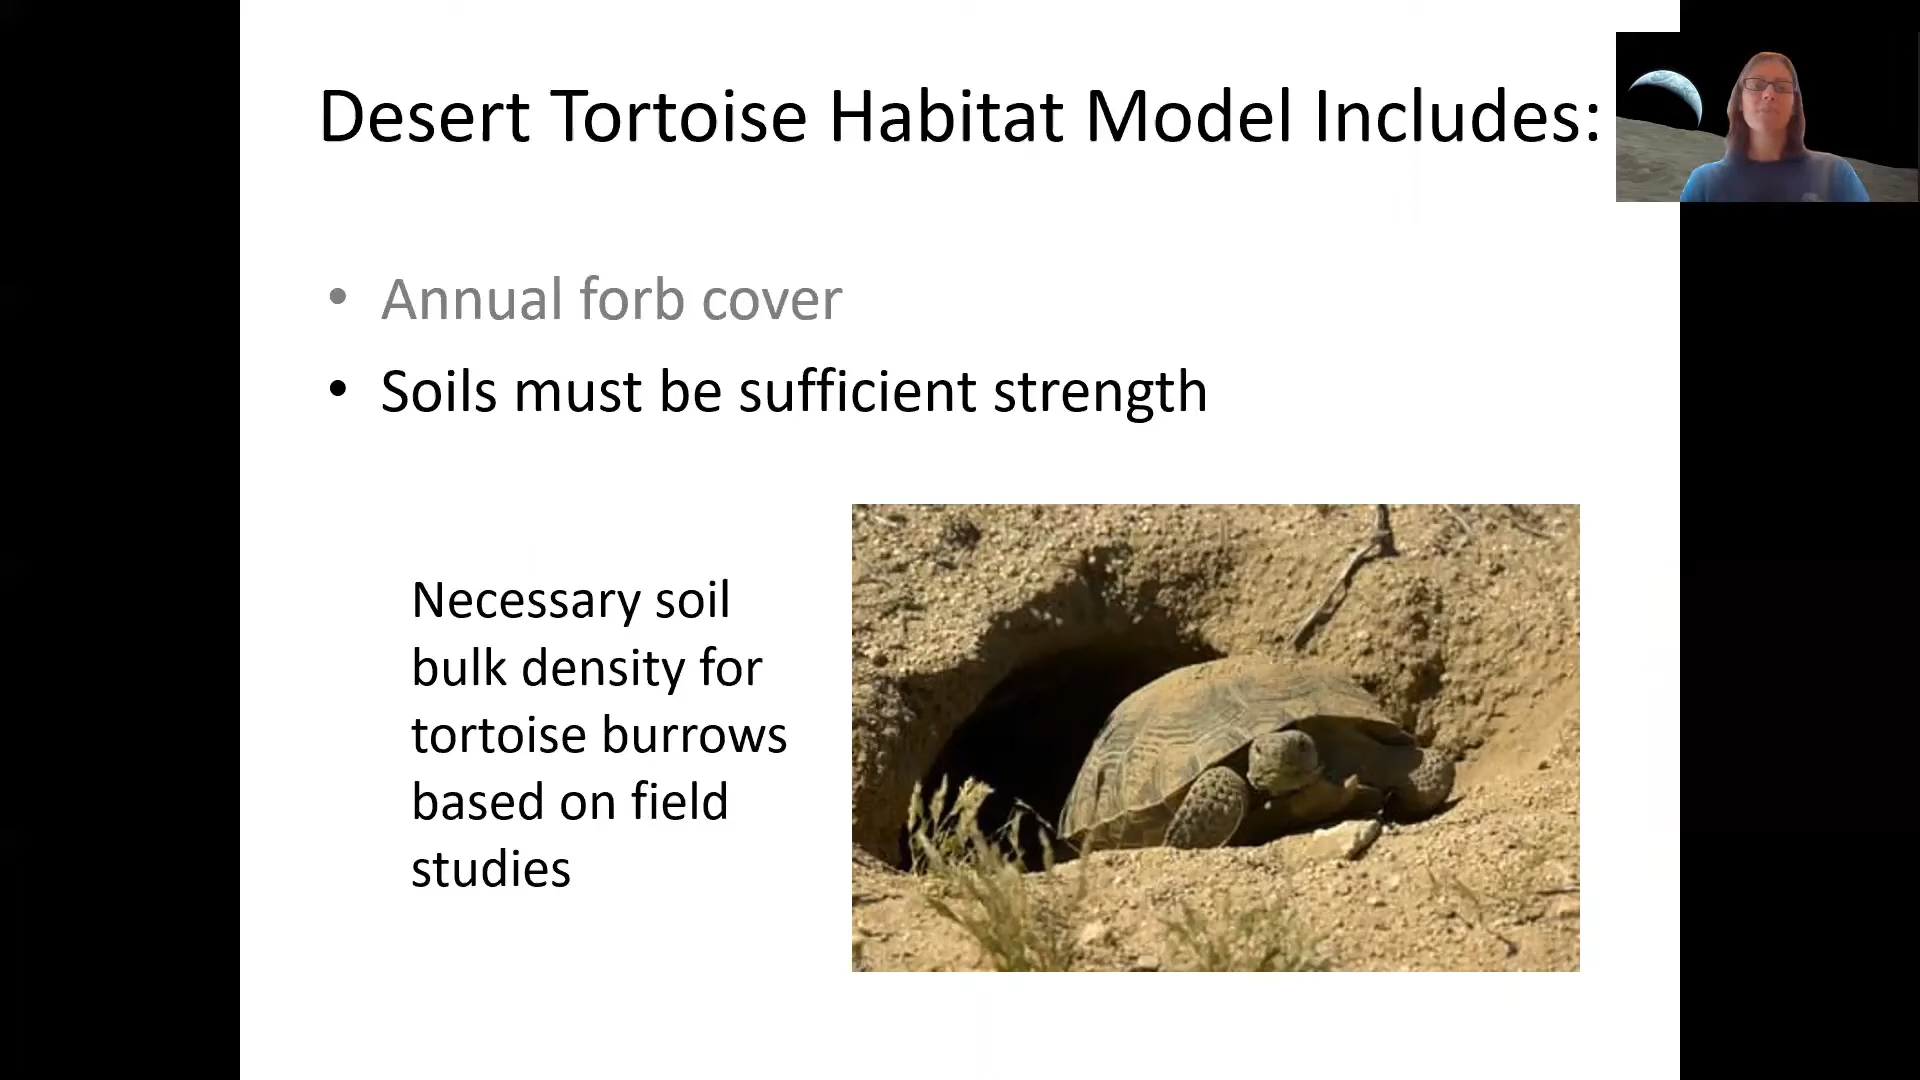 Desert Tortoise Habitat Model Includes:
• Annual forb cover
• Soils must be sufficient strength
Necessary soil
bulk density for
tortoise burrows
based on field
studies